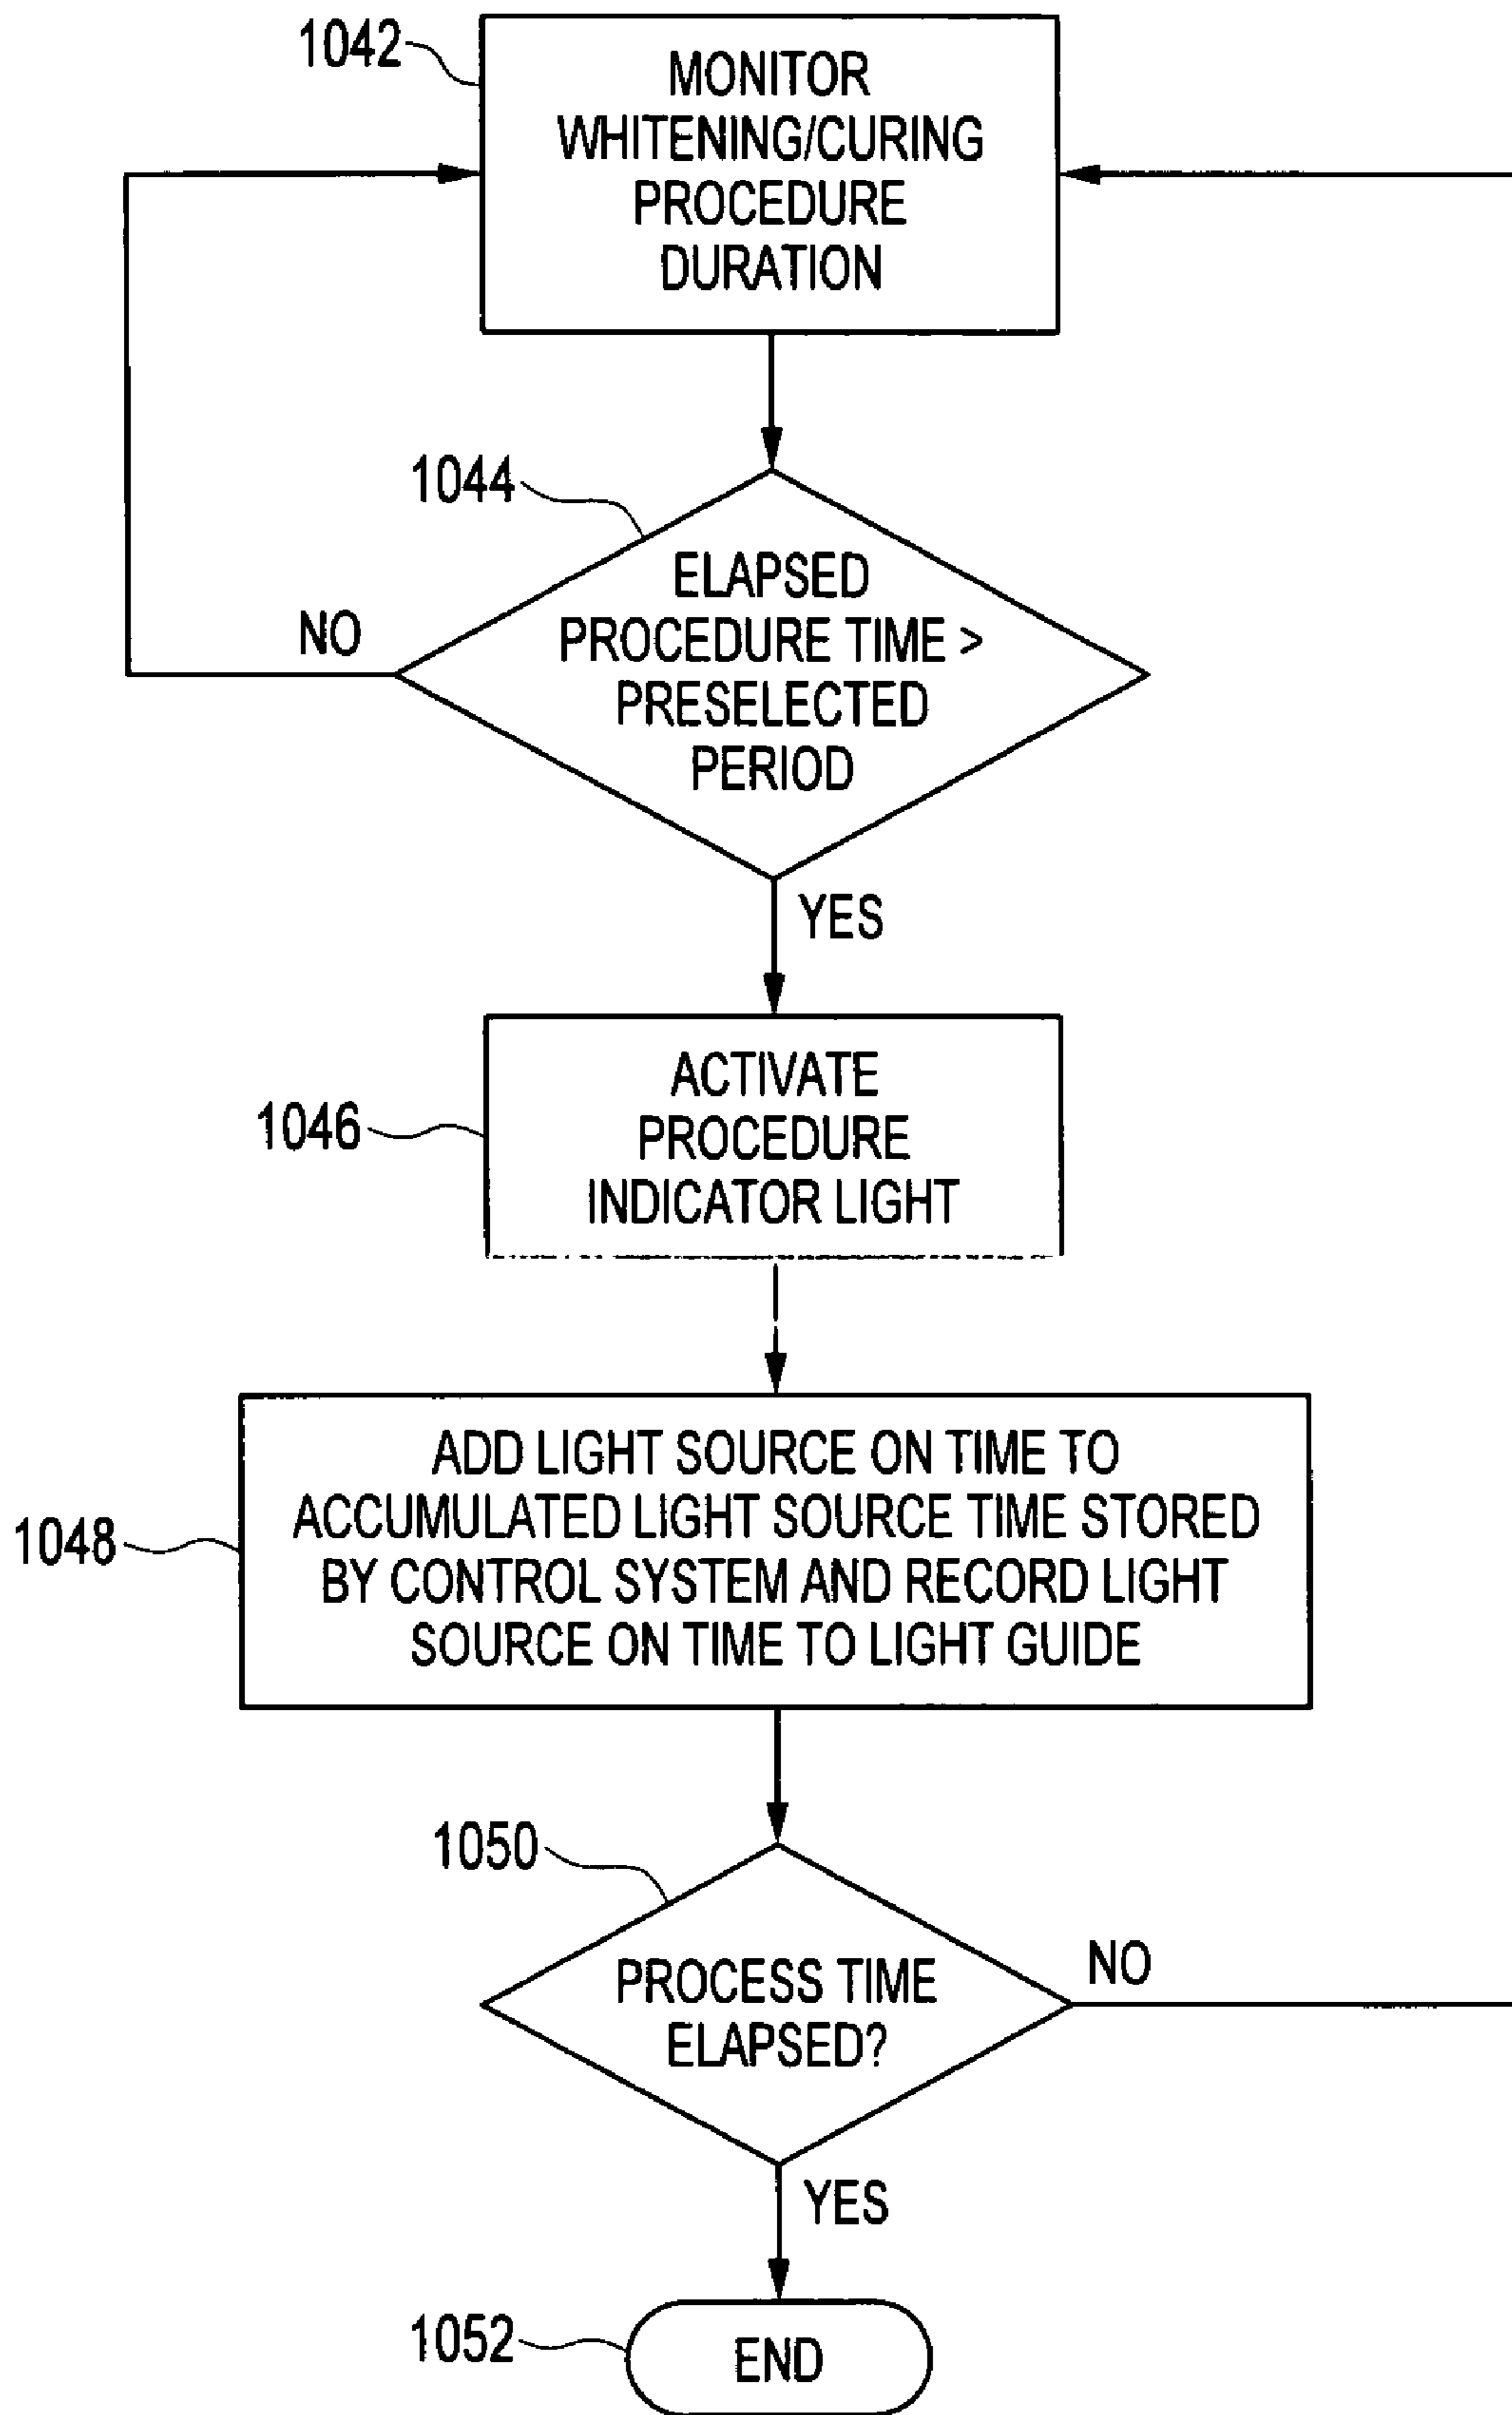 1042
MONITOR
WHITENING/CURING
PROCEDURE
DURATION
1044
ELAPSED
PROCEDURE TIME >
PRESELECTED
PERIOD
NO
YES
1046
ACTIVATE
PROCEDURE
INDICATOR LIGHT
1048
ADD LIGHT SOURCE ON TIME TO
ACCUMULATED LIGHT SOURCE TIME STORED
BY CONTROL SYSTEM AND RECORD LIGHT
SOURCE ON TIME TO LIGHT GUIDE
1050
PROCESS TIME
ELAPSED?
NO
YES
1052
END